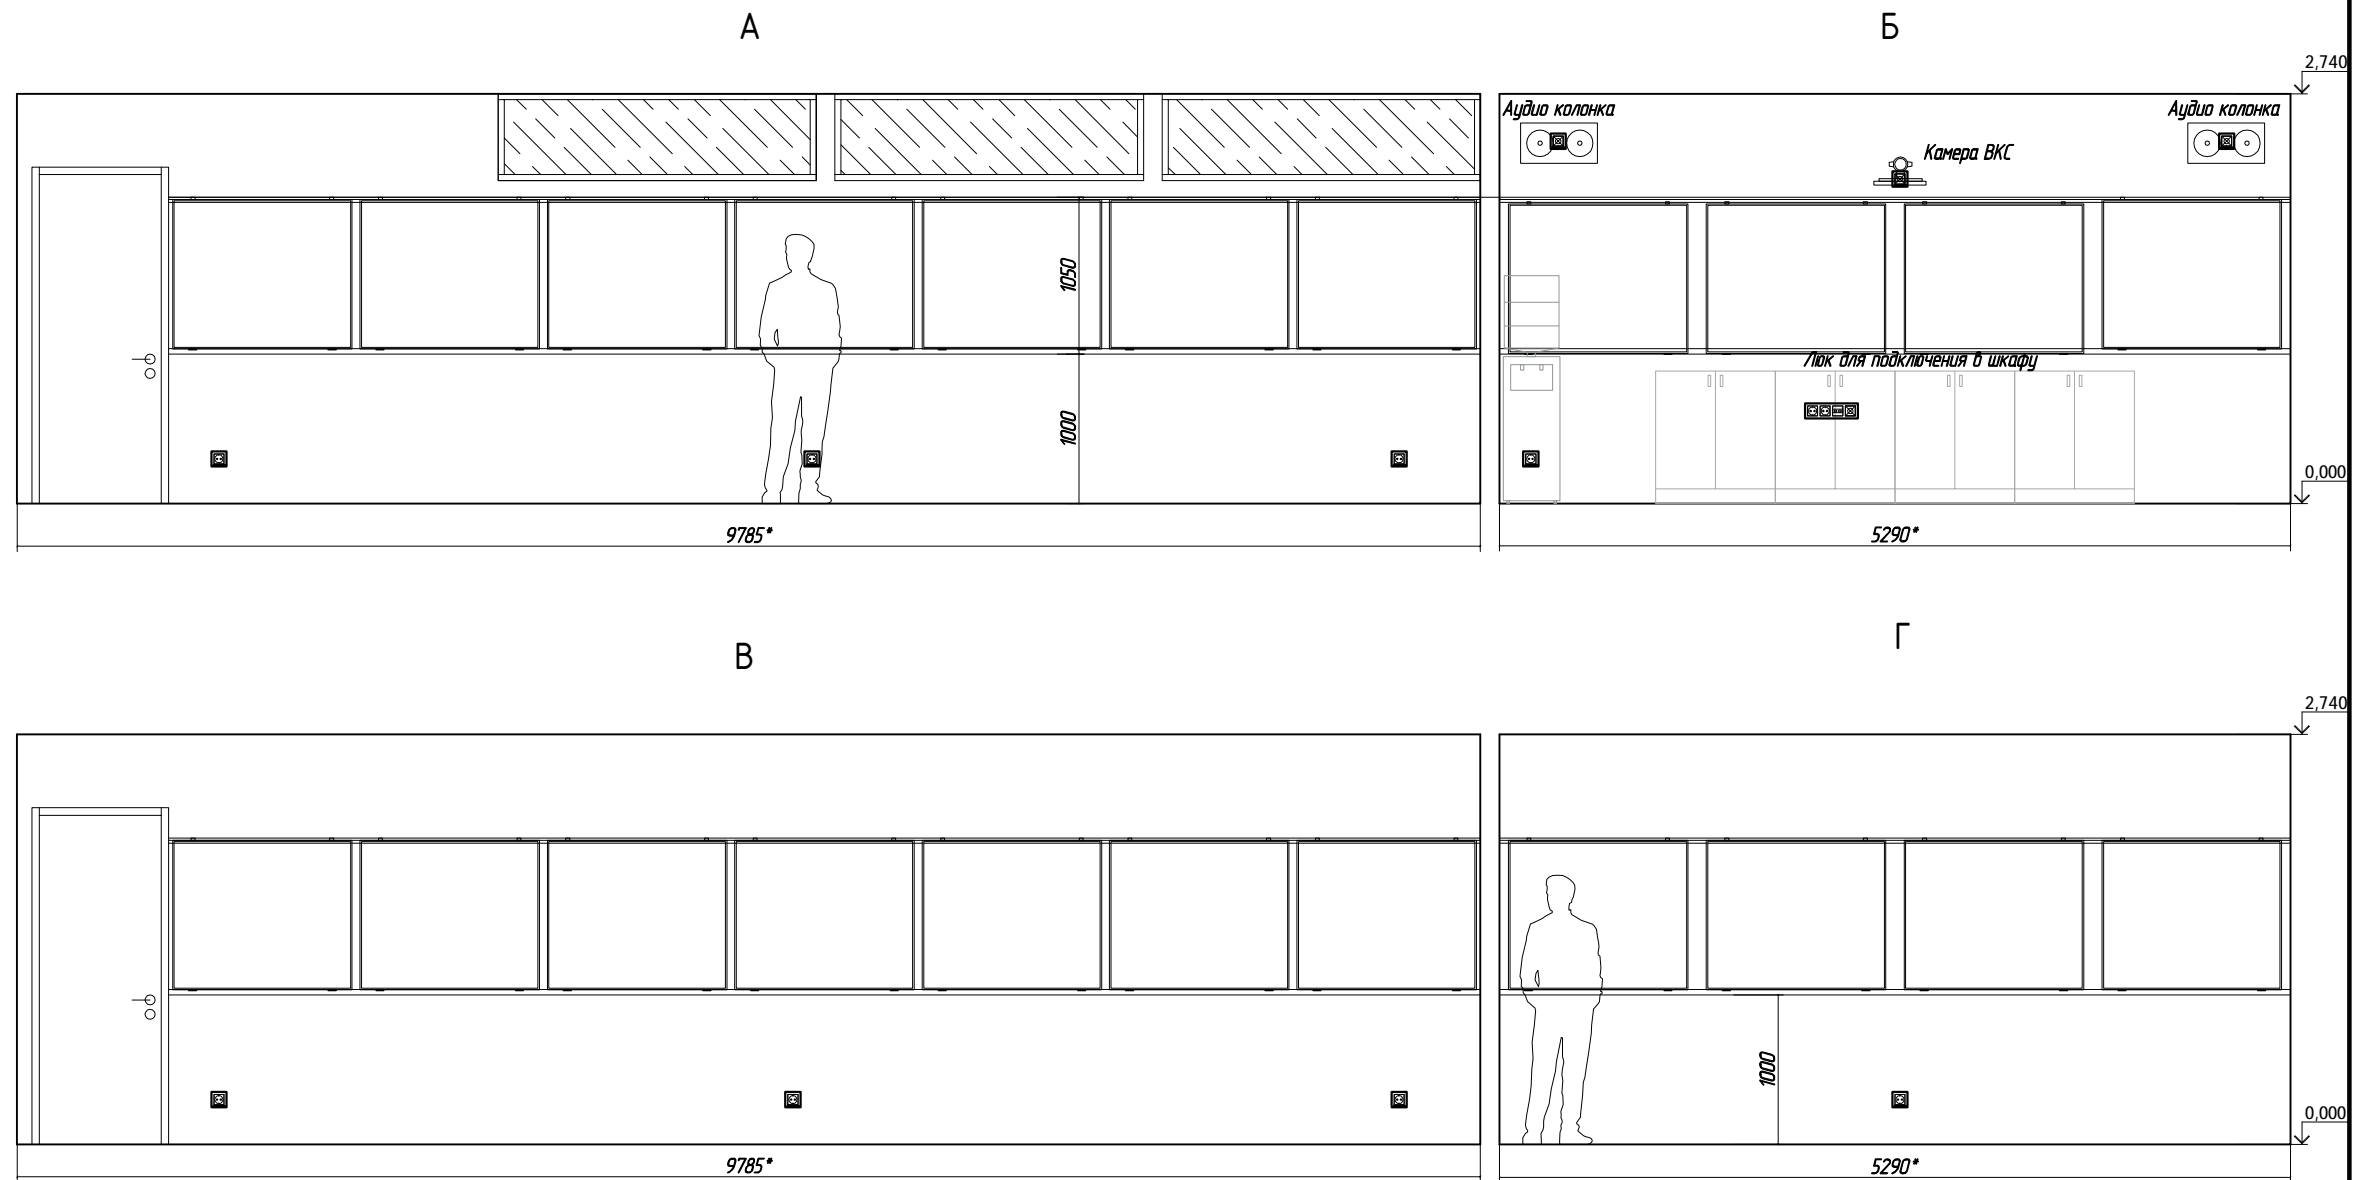 А
Б
2,740
Аудио колонка
Аудио колонка
Камера ВКС
1050
Люк для подключения в шкафу
1000
0,000
9785*
5290*
В
Г
2,740
1000
0,000
9785*
5290*